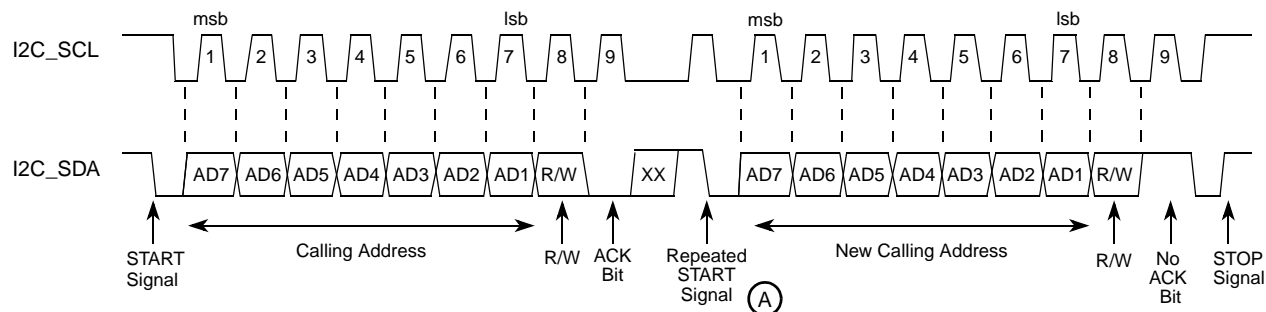 msb lsb msb lsb
I2C_SCL 1 2 3 4 5 6 7 8 9 1 2 3 4 5 6 7 8 9
I2C_SDA AD7 AD6 AD5 AD4 AD3 AD2 AD1 R/W XX AD7 AD6 AD5 AD4 AD3 AD2 AD1 R/W
START
Signal
Calling Address
R/W
ACK
Bit
Repeated
START
Signal
A
New Calling Address
R/W
No
ACK
Bit
STOP
Signal